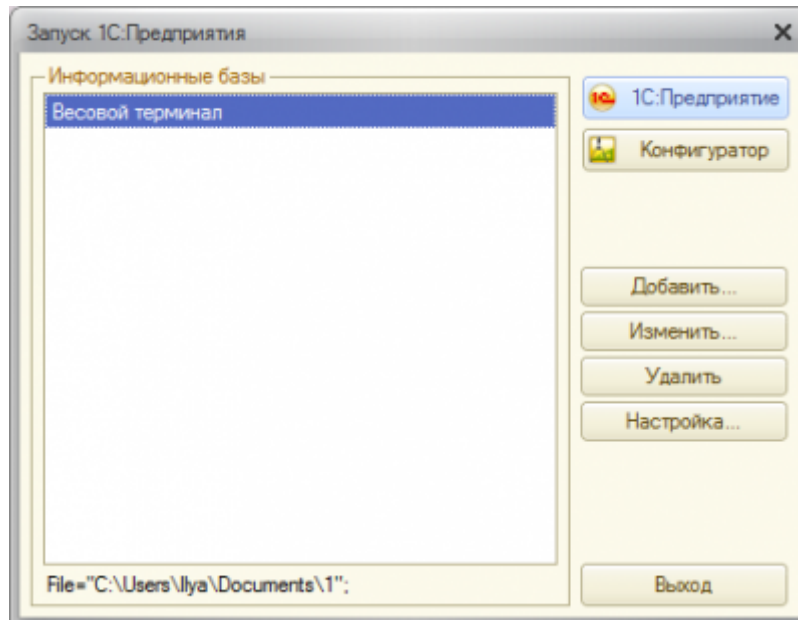 Запуск 1С:Предприятия
Информационные базы
Весовой терминал
1С:Предприятие
Конфигуратор
Добавить...
Изменить...
Удалить
Настройка...
File="C:\Users\Ilya\Documents\1";
Выход